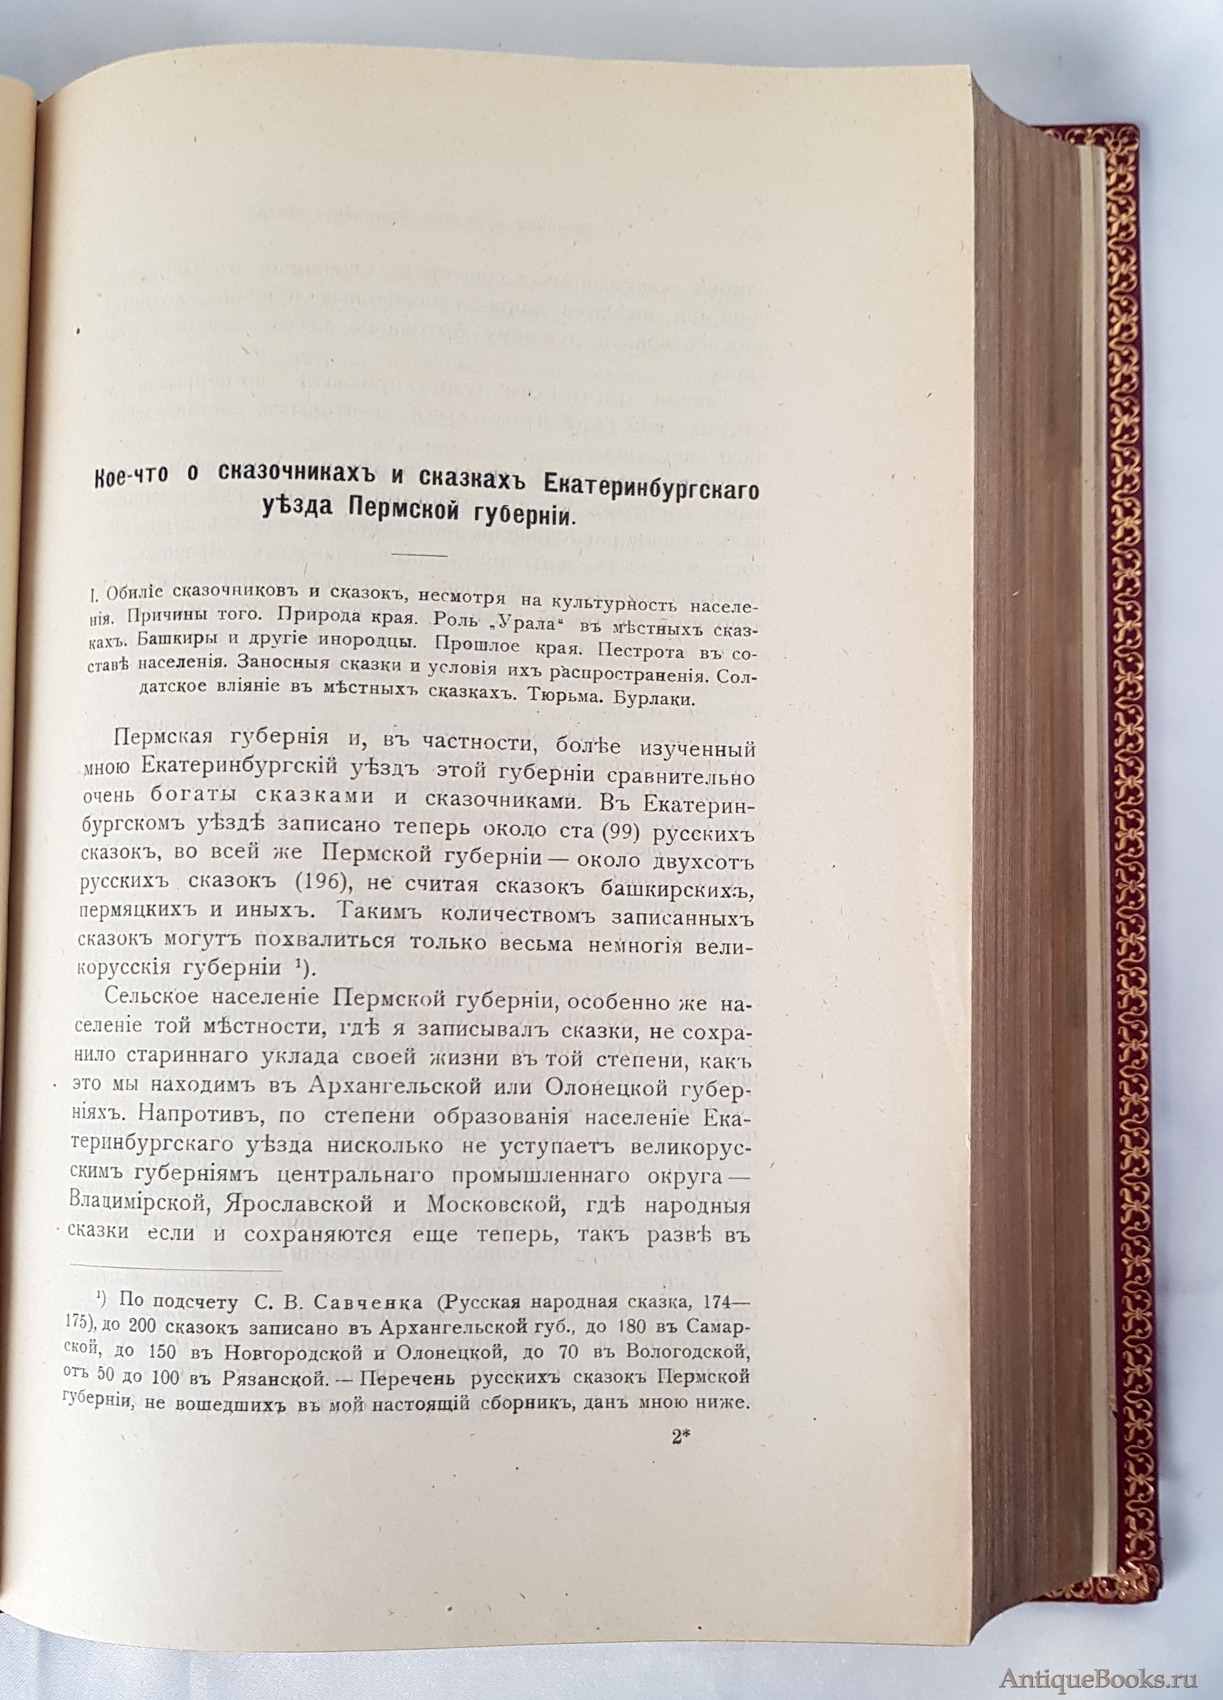 Кое-что о сказочникахъ и сказкахъ Екатеринбургскаго
уѣзда Пермской губерніи.
I. Обиліе сказочниковъ и сказокъ, несмотря на культурность населе-
нія. Причины того. Природа края. Роль „Урала“ въ мѣстныхъ сказ-
кахъ. Башкиры и другіе инородцы. Прошлое края. Пестрота въ со-
ставѣ населенія. Заносныя сказки и условія ихъ распространенія. Сол-
датское вліяніе въ мѣстныхъ сказкахъ. Тюрьма. Бурлаки.
Пермская губернія и, въ частности, болѣе изученный
мною Екатеринбургскій уѣздъ этой губерніи сравнительно
очень богаты сказками и сказочниками. Въ Екатерин-
бургскомъ уѣздѣ записано теперь около ста (99) русскихъ
сказокъ, во всей же Пермской губерніи — около двухсотъ
русскихъ сказокъ (196), не считая сказокъ башкирскихъ,
пермяцкихъ и иныхъ. Такимъ количествомъ записанныхъ
сказокъ могутъ похвалиться только весьма немногія вели-
корусскія губерніи ¹).
Сельское населеніе Пермской губерніи, особенно же на-
селеніе той мѣстности, гдѣ я записывалъ сказки, не сохра-
нило стариннаго уклада своей жизни въ той степени, какъ
это мы находимъ въ Архангельской или Олонецкой губер-
ніяхъ. Напротивъ, по степени образованія населеніе Ека-
теринбургскаго уѣзда нисколько не уступаетъ великорус-
скимъ губерніямъ центральнаго промышленнаго округа —
Владимірской, Ярославской и Московской, гдѣ народныя
сказки если и сохраняются еще теперь, такъ развѣ въ
¹) По подсчету С. В. Савченка (Русская народная сказка, 174—
175), до 200 сказокъ записано въ Архангельской губ., до 180 въ Самар-
ской, до 150 въ Новгородской и Олонецкой, до 70 въ Вологодской,
отъ 50 до 100 въ Рязанской. — Перечень русскихъ сказокъ Пермской
губерніи, не вошедшихъ въ мой настоящій сборникъ, данъ мною ниже.
2*
AntiqueBooks.ru